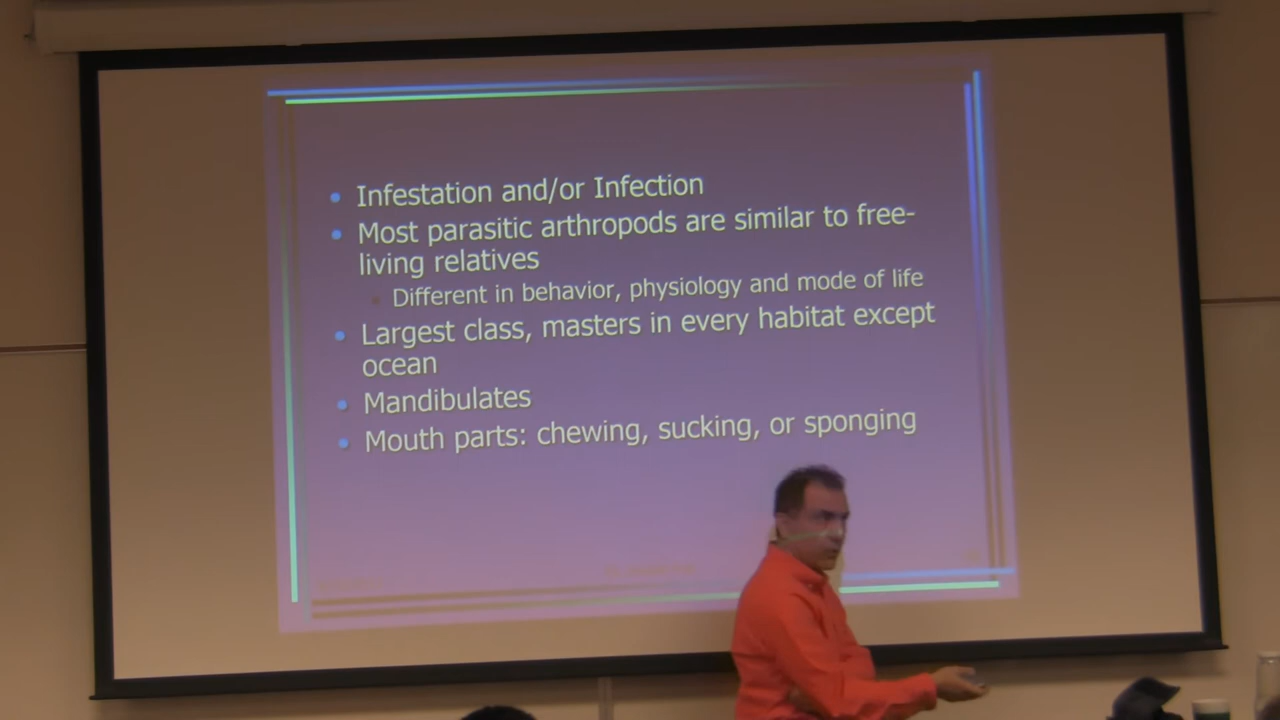 Infestation and/or Infection
Most parasitic arthropods are similar to free-
living relatives
Different in behavior, physiology and mode of life
Largest class, masters in every habitat except
ocean
Mandibulates
Mouth parts: chewing, sucking, or sponging